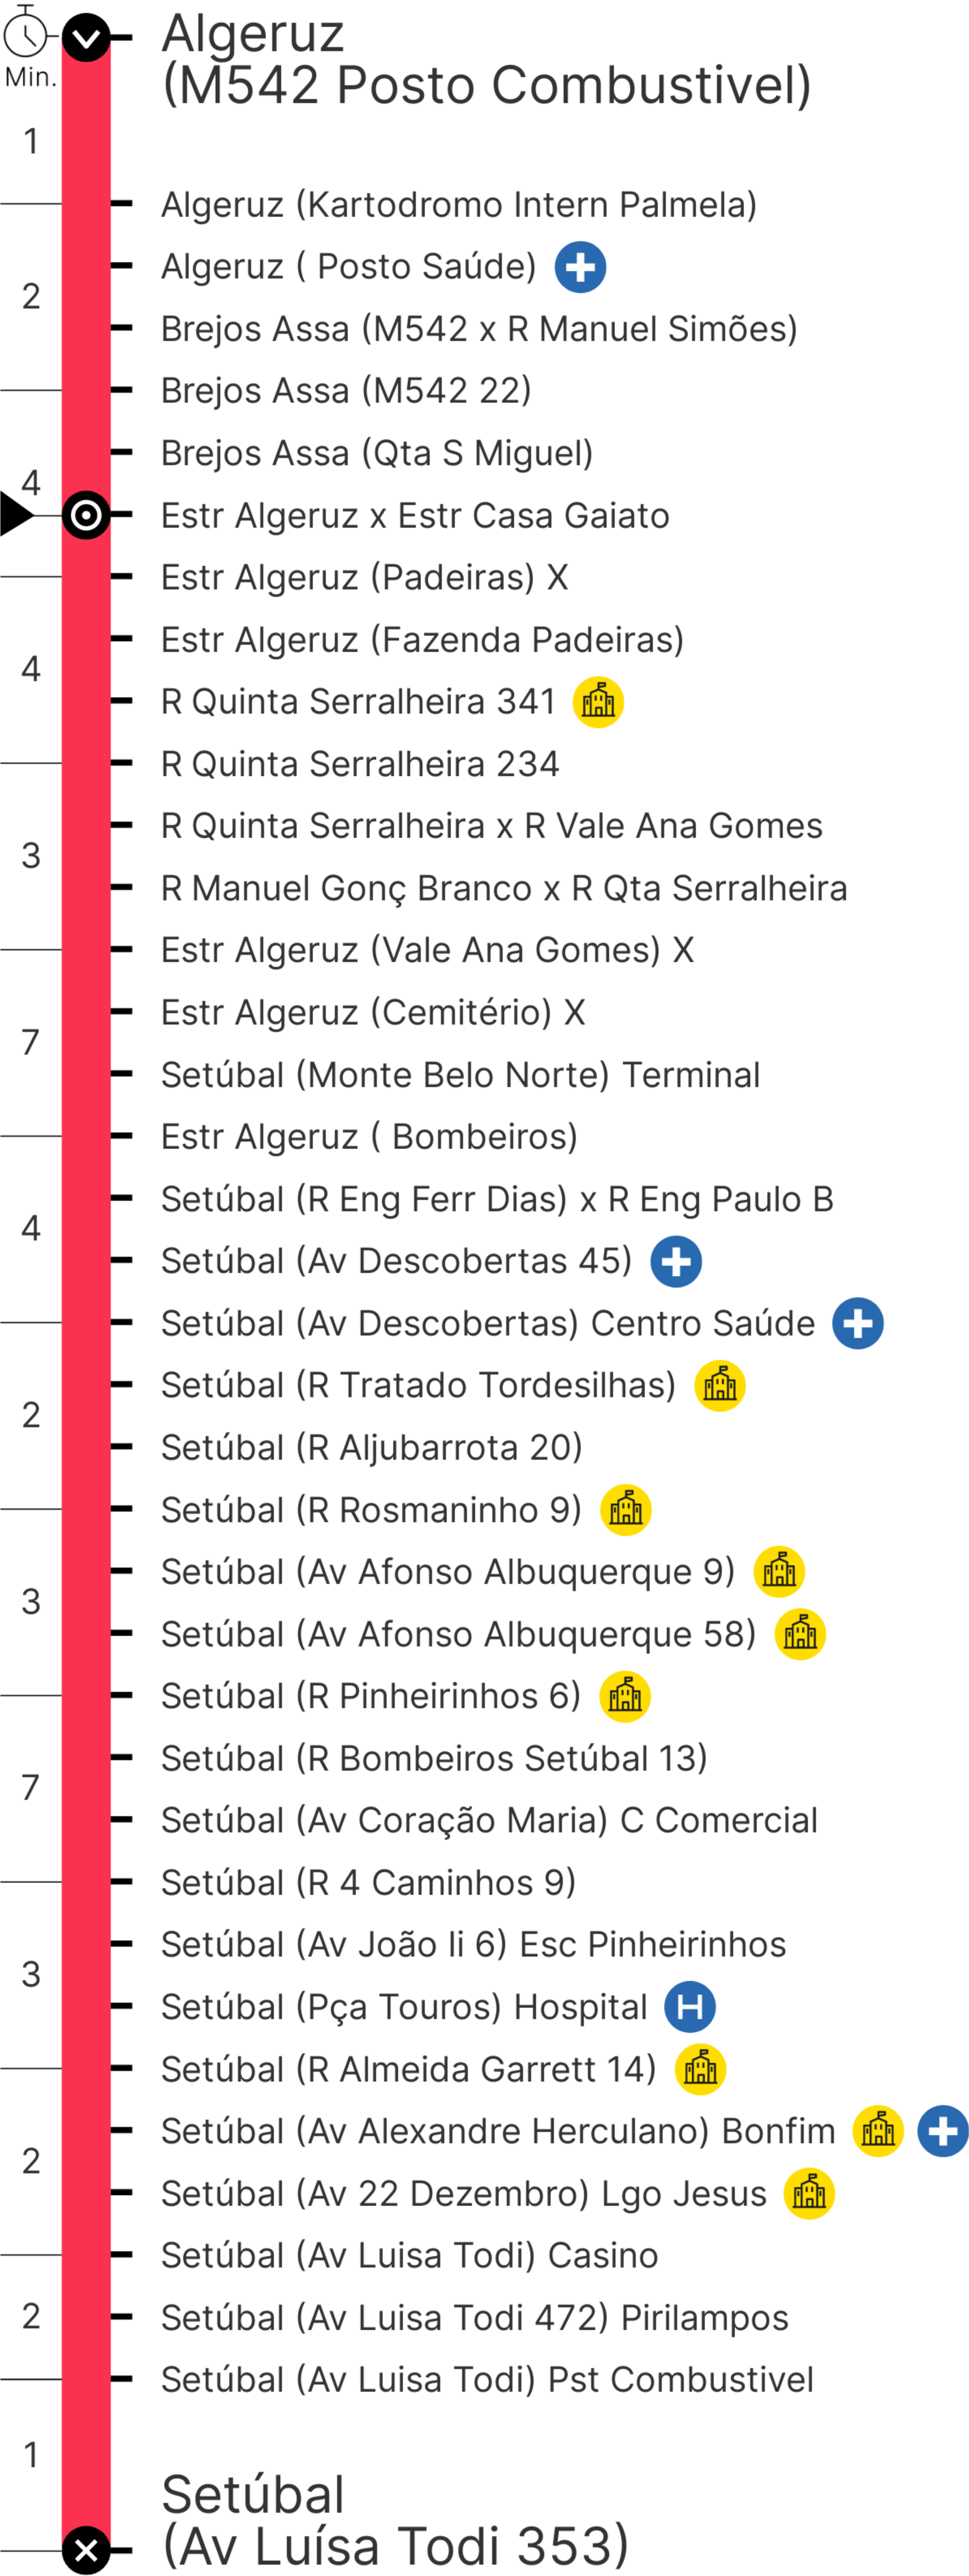 Algeruz
(M542 Posto Combustivel)
Min.
1
Algeruz (Kartodromo Intern Palmela)
Algeruz ( Posto Saúde)
2
Brejos Assa (M542 x R Manuel Simões)
Brejos Assa (M542 22)
Brejos Assa (Qta S Miguel)
4
Estr Algeruz x Estr Casa Gaiato
Estr Algeruz (Padeiras) X
Estr Algeruz (Fazenda Padeiras)
4
R Quinta Serralheira 341
R Quinta Serralheira 234
R Quinta Serralheira x R Vale Ana Gomes
3
R Manuel Gonç Branco x R Qta Serralheira
Estr Algeruz (Vale Ana Gomes) X
Estr Algeruz (Cemitério) X
7
Setúbal (Monte Belo Norte) Terminal
Estr Algeruz ( Bombeiros)
Setúbal (R Eng Ferr Dias) x R Eng Paulo B
4
Setúbal (Av Descobertas 45)
Setúbal (Av Descobertas) Centro Saúde
Setúbal (R Tratado Tordesilhas)
2
Setúbal (R Aljubarrota 20)
Setúbal (R Rosmaninho 9)
Setúbal (Av Afonso Albuquerque 9)
3
Setúbal (Av Afonso Albuquerque 58)
Setúbal (R Pinheirinhos 6)
Setúbal (R Bombeiros Setúbal 13)
7
Setúbal (Av Coração Maria) C Comercial
Setúbal (R 4 Caminhos 9)
Setúbal (Av João Ii 6) Esc Pinheirinhos
3
Setúbal (Pça Touros) Hospital H
Setúbal (R Almeida Garrett 14)
Setúbal (Av Alexandre Herculano) Bonfim
2
Setúbal (Av 22 Dezembro) Lgo Jesus
Setúbal (Av Luisa Todi) Casino
2
Setúbal (Av Luisa Todi 472) Pirilampos
Setúbal (Av Luisa Todi) Pst Combustivel
1
Setúbal
(Av Luísa Todi 353)